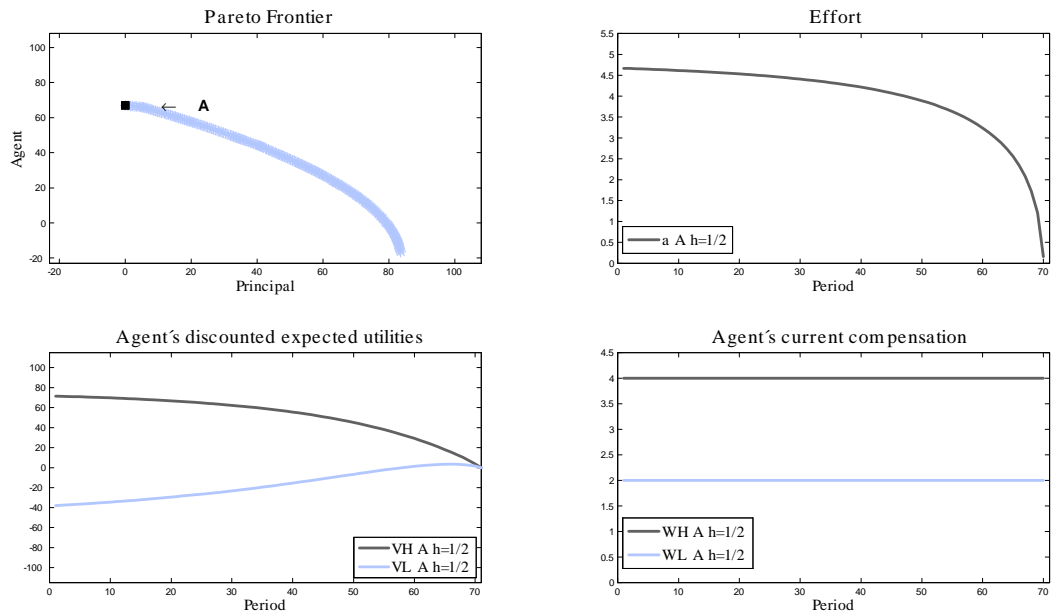 Pareto Frontier
100
80
60
40
20
0
-20
-20 0 20 40 60 80 100
Agent
Principal
← A
Effort
5.5
5
4.5
4
3.5
3
2.5
2
1.5
1
0.5
0
0 10 20 30 40 50 60 70
Period
a A h=1/2
Agent´s discounted expected utilities
100
80
60
40
20
0
-20
-40
-60
-80
-100
0 10 20 30 40 50 60 70
Period
VH A h=1/2
VL A h=1/2
Agent´s current compensation
4.5
4
3.5
3
2.5
2
1.5
1
0.5
0
0 10 20 30 40 50 60 70
Period
WH A h=1/2
WL A h=1/2